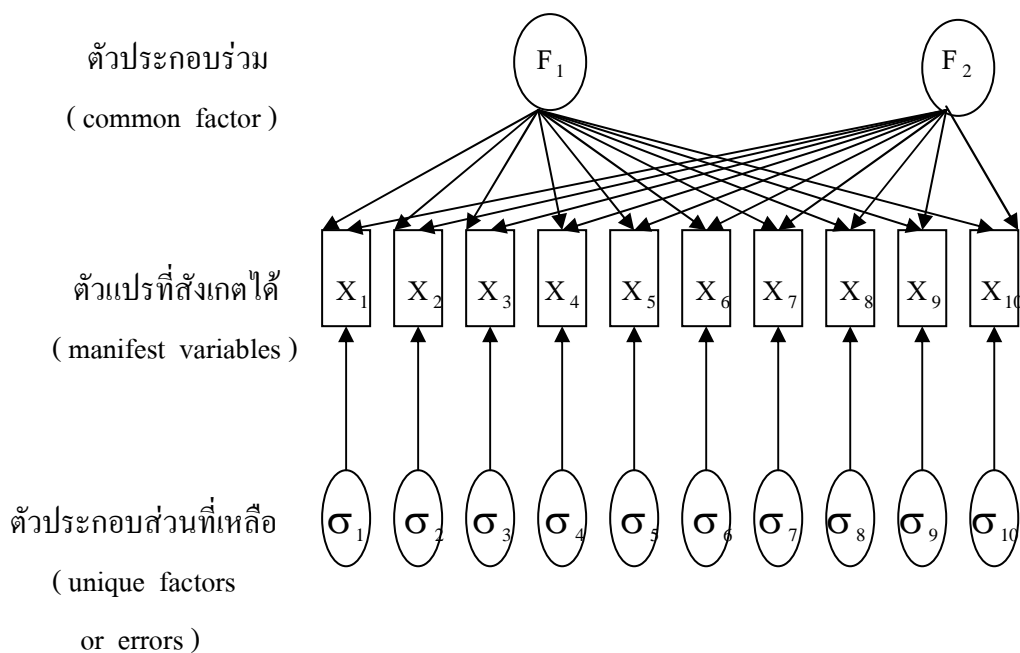 ตัวประกอบร่วม
( common factor )
F₁ F₂
ตัวแปรที่สังเกตได้
( manifest variables )
X₁ X₂ X₃ X₄ X₅ X₆ X₇ X₈ X₉ X₁₀
ตัวประกอบส่วนที่เหลือ
( unique factors
or errors )
σ₁ σ₂ σ₃ σ₄ σ₅ σ₆ σ₇ σ₈ σ₉ σ₁₀